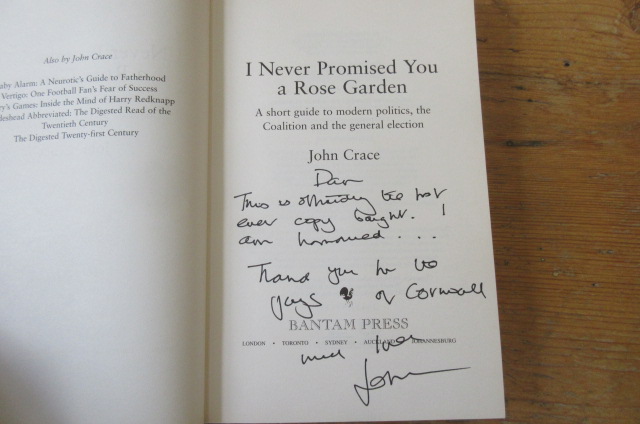 Also by John Crace
aby Alarm: A Neurotic's Guide to Fatherhood
Vertigo: One Football Fan's Fear of Success
ry's Games: Inside the Mind of Harry Redknapp
deshead Abbreviated: The Digested Read of the
Twentieth Century
The Digested Twenty-first Century
I Never Promised You
a Rose Garden
A short guide to modern politics, the
Coalition and the general election
John Crace
Dan
This is officially the first
ever copy bought. I
am honoured . . .
Thank you for the
of Cornwall
BANTAM PRESS
LONDON • TORONTO • SYDNEY • AUCKLAND • JOHANNESBURG
with love
John